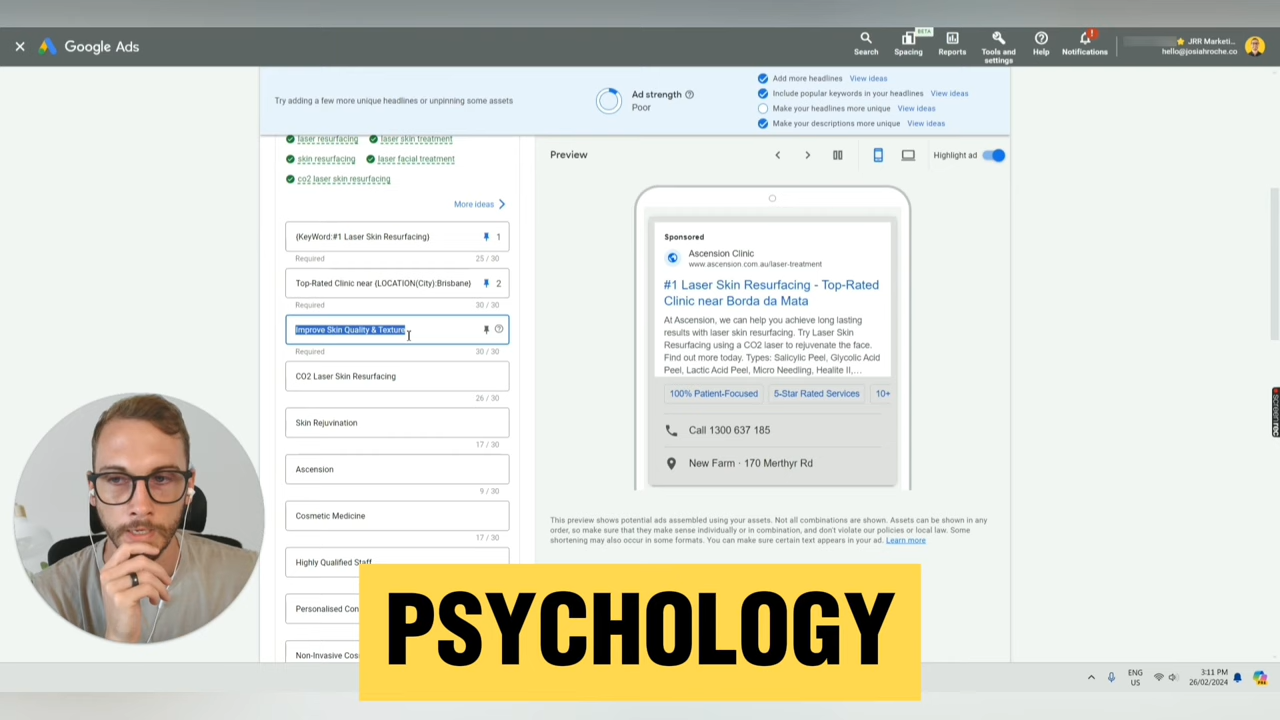 Google Ads
Search
BETA
Spacing
Reports
Tools and
settings
Help
Notifications
JRR Marketi...
hello@josiahroche.co
Try adding a few more unique headlines or unpinning some assets
Ad strength
Poor
Add more headlines View ideas
Include popular keywords in your headlines View ideas
Make your headlines more unique View ideas
Make your descriptions more unique View ideas
laser resurfacing laser skin treatment
skin resurfacing laser facial treatment
co2 laser skin resurfacing
More ideas
{KeyWord:#1 Laser Skin Resurfacing} 1
Required 25 / 30
Top-Rated Clinic near {LOCATION(City):Brisbane} 2
Required 30 / 30
Improve Skin Quality & Texture
Required 30 / 30
CO2 Laser Skin Resurfacing
26 / 30
Skin Rejuvination
17 / 30
Ascension
9 / 30
Cosmetic Medicine
17 / 30
Highly Qualified Staff
Personalised Con
Non-Invasive Cos
Preview
Highlight ad
Sponsored
Ascension Clinic
www.ascension.com.au/laser-treatment
#1 Laser Skin Resurfacing - Top-Rated
Clinic near Borda da Mata
At Ascension, we can help you achieve long lasting
results with laser skin resurfacing. Try Laser Skin
Resurfacing using a CO2 laser to rejuvenate the face.
Find out more today. Types: Salicylic Peel, Glycolic Acid
Peel, Lactic Acid Peel, Micro Needling, Healite II,...
100% Patient-Focused 5-Star Rated Services 10+
Call 1300 637 185
New Farm · 170 Merthyr Rd
This preview shows potential ads assembled using your assets. Not all combinations are shown. Assets can be shown in any
order, so make sure that they make sense individually or in combination, and don't violate our policies or local law. Some
shortening may also occur in some formats. You can make sure certain text appears in your ad. Learn more
PSYCHOLOGY
ENG
US
3:11 PM
26/02/2024